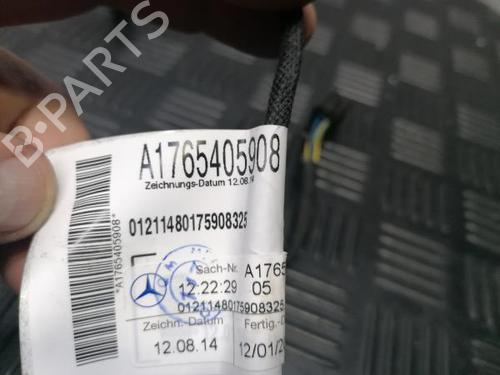 B-PARTS
A1765405908
Zeichnungs-Datum 12.08.14
01211480175908325
*A1765405908*
Sach-Nr. A1765
12:22:29 05
01211480175908325
Zeichn.-Datum Fertig.-
12.08.14 12/01/2